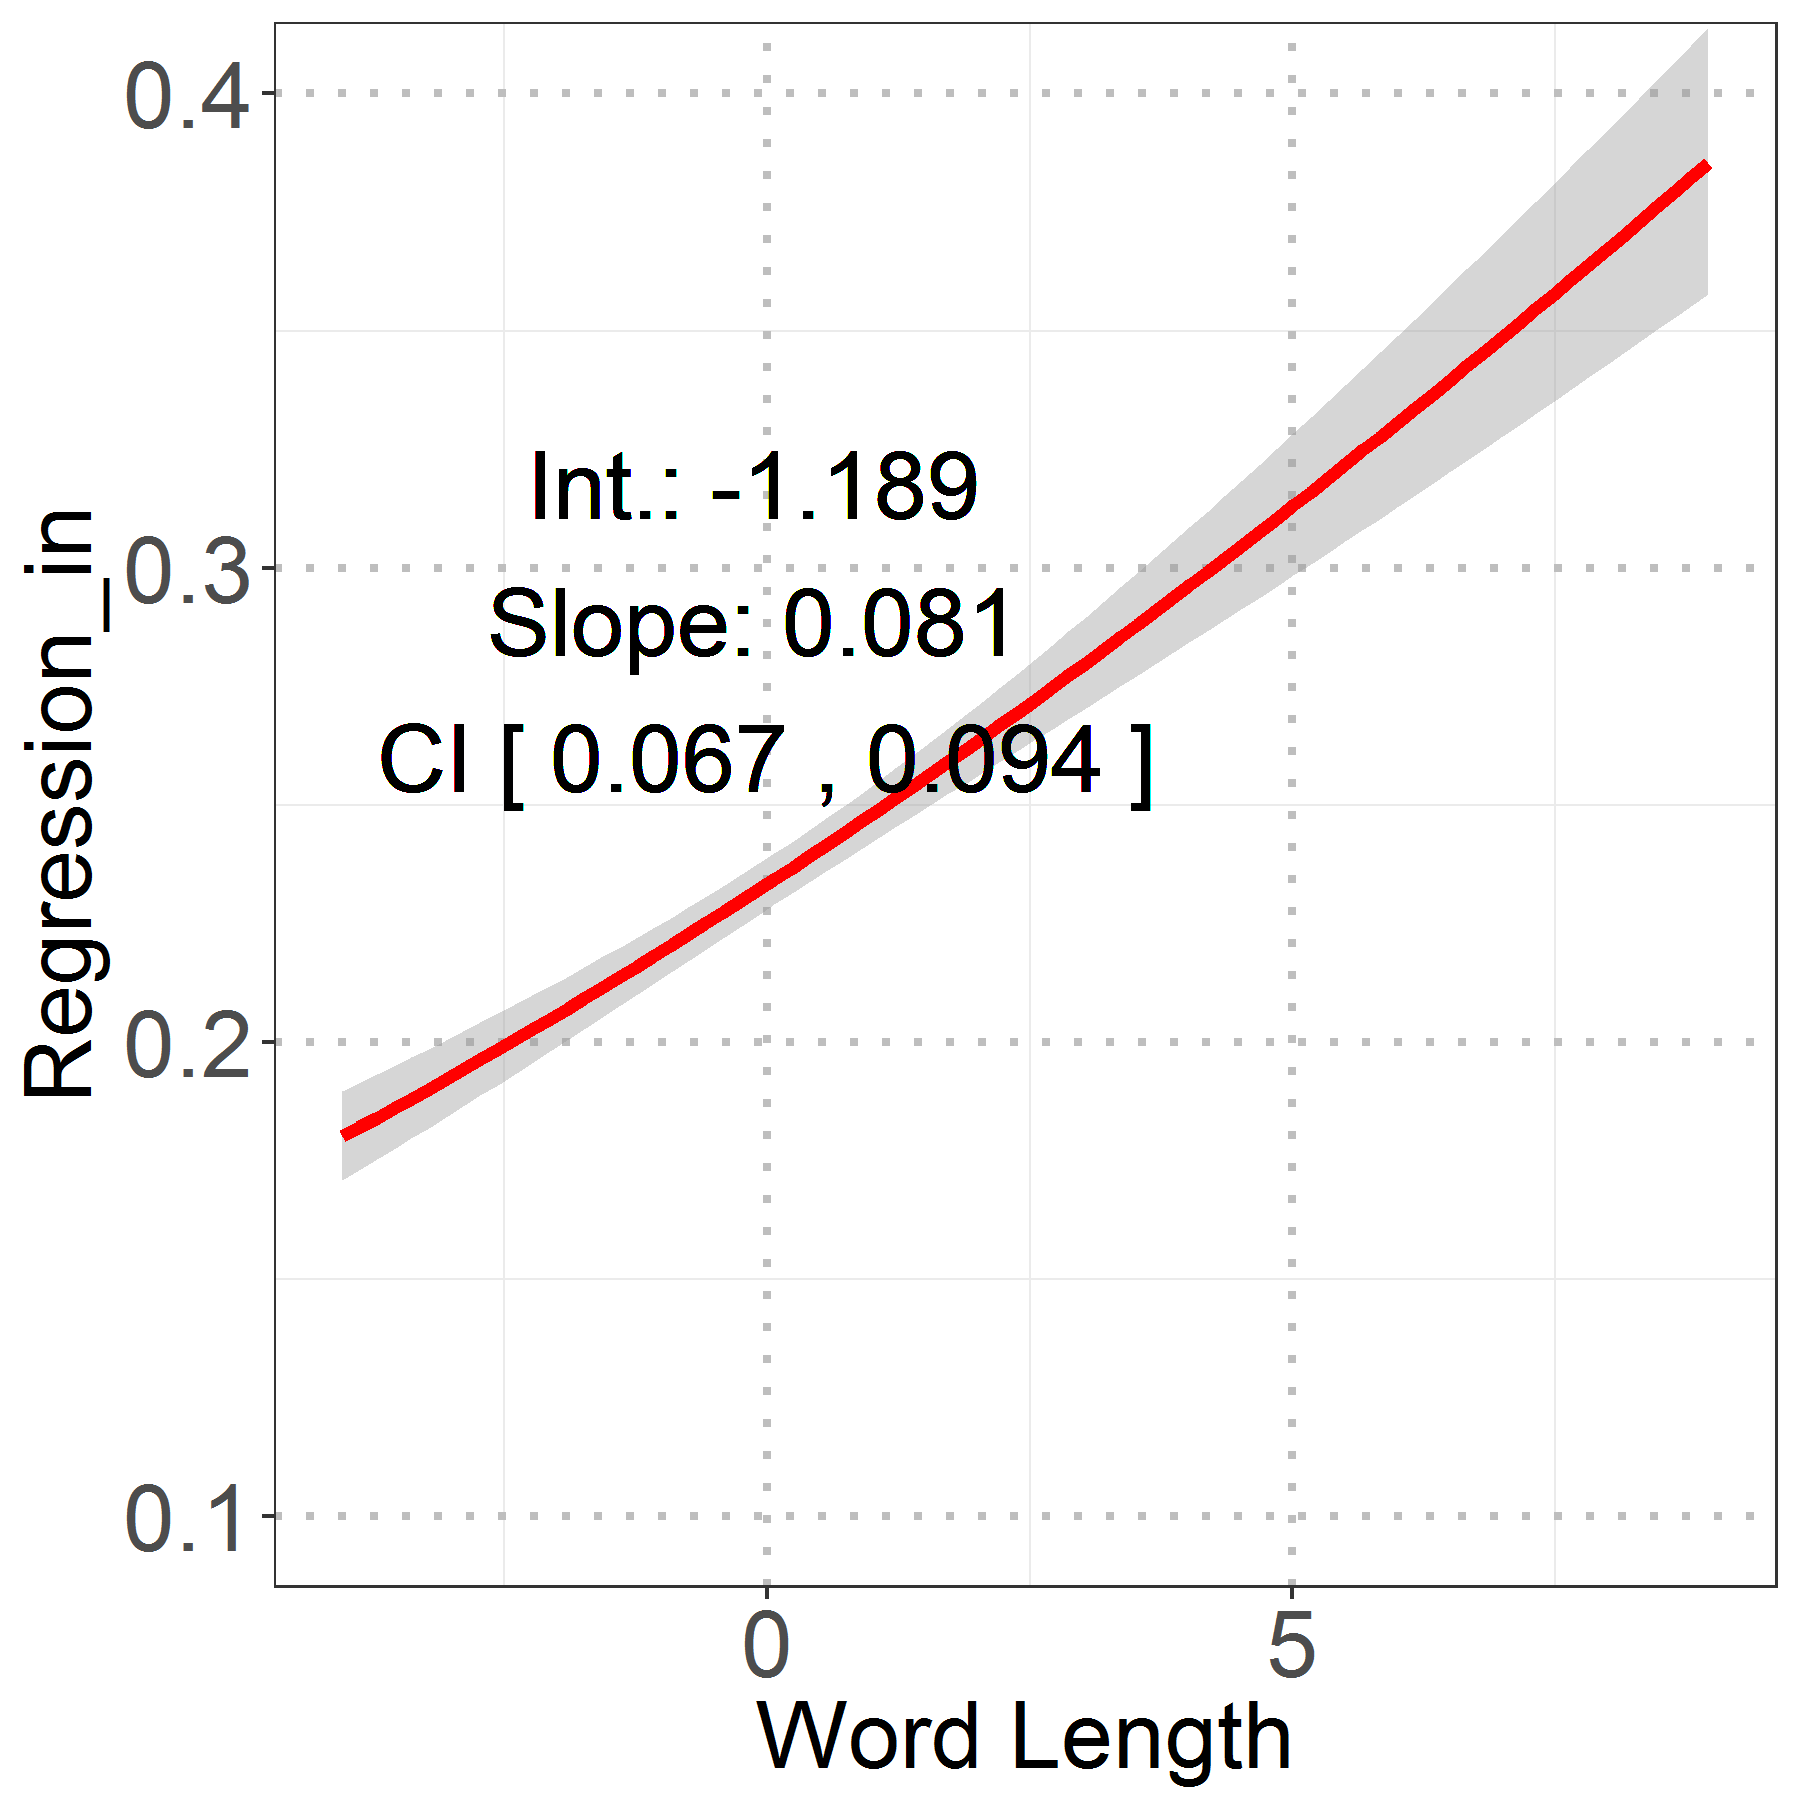 0.4
Int.: -1.189
0.3
Slope: 0.081
CI [ 0.067 , 0.094 ]
Regression_in
0.2
0.1
0 5
Word Length